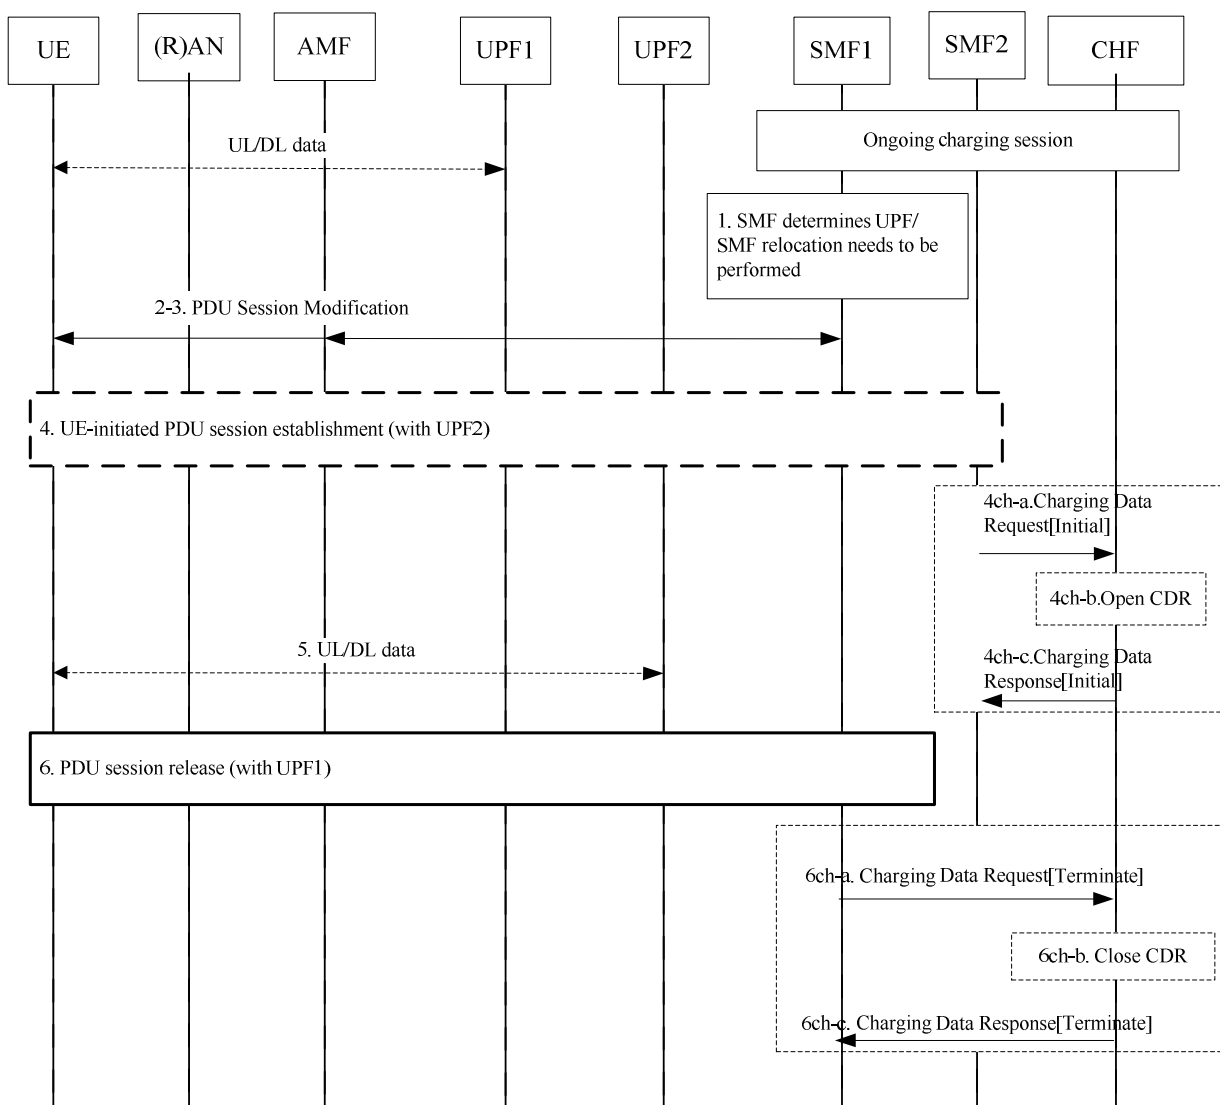 UE
(R)AN
AMF
UPF1
UPF2
SMF1
SMF2
CHF
Ongoing charging session
UL/DL data
1. SMF determines UPF/
SMF relocation needs to be
performed
2-3. PDU Session Modification
4. UE-initiated PDU session establishment (with UPF2)
4ch-a.Charging Data
Request[Initial]
4ch-b.Open CDR
5. UL/DL data
4ch-c.Charging Data
Response[Initial]
6. PDU session release (with UPF1)
6ch-a. Charging Data Request[Terminate]
6ch-b. Close CDR
6ch-c. Charging Data Response[Terminate]